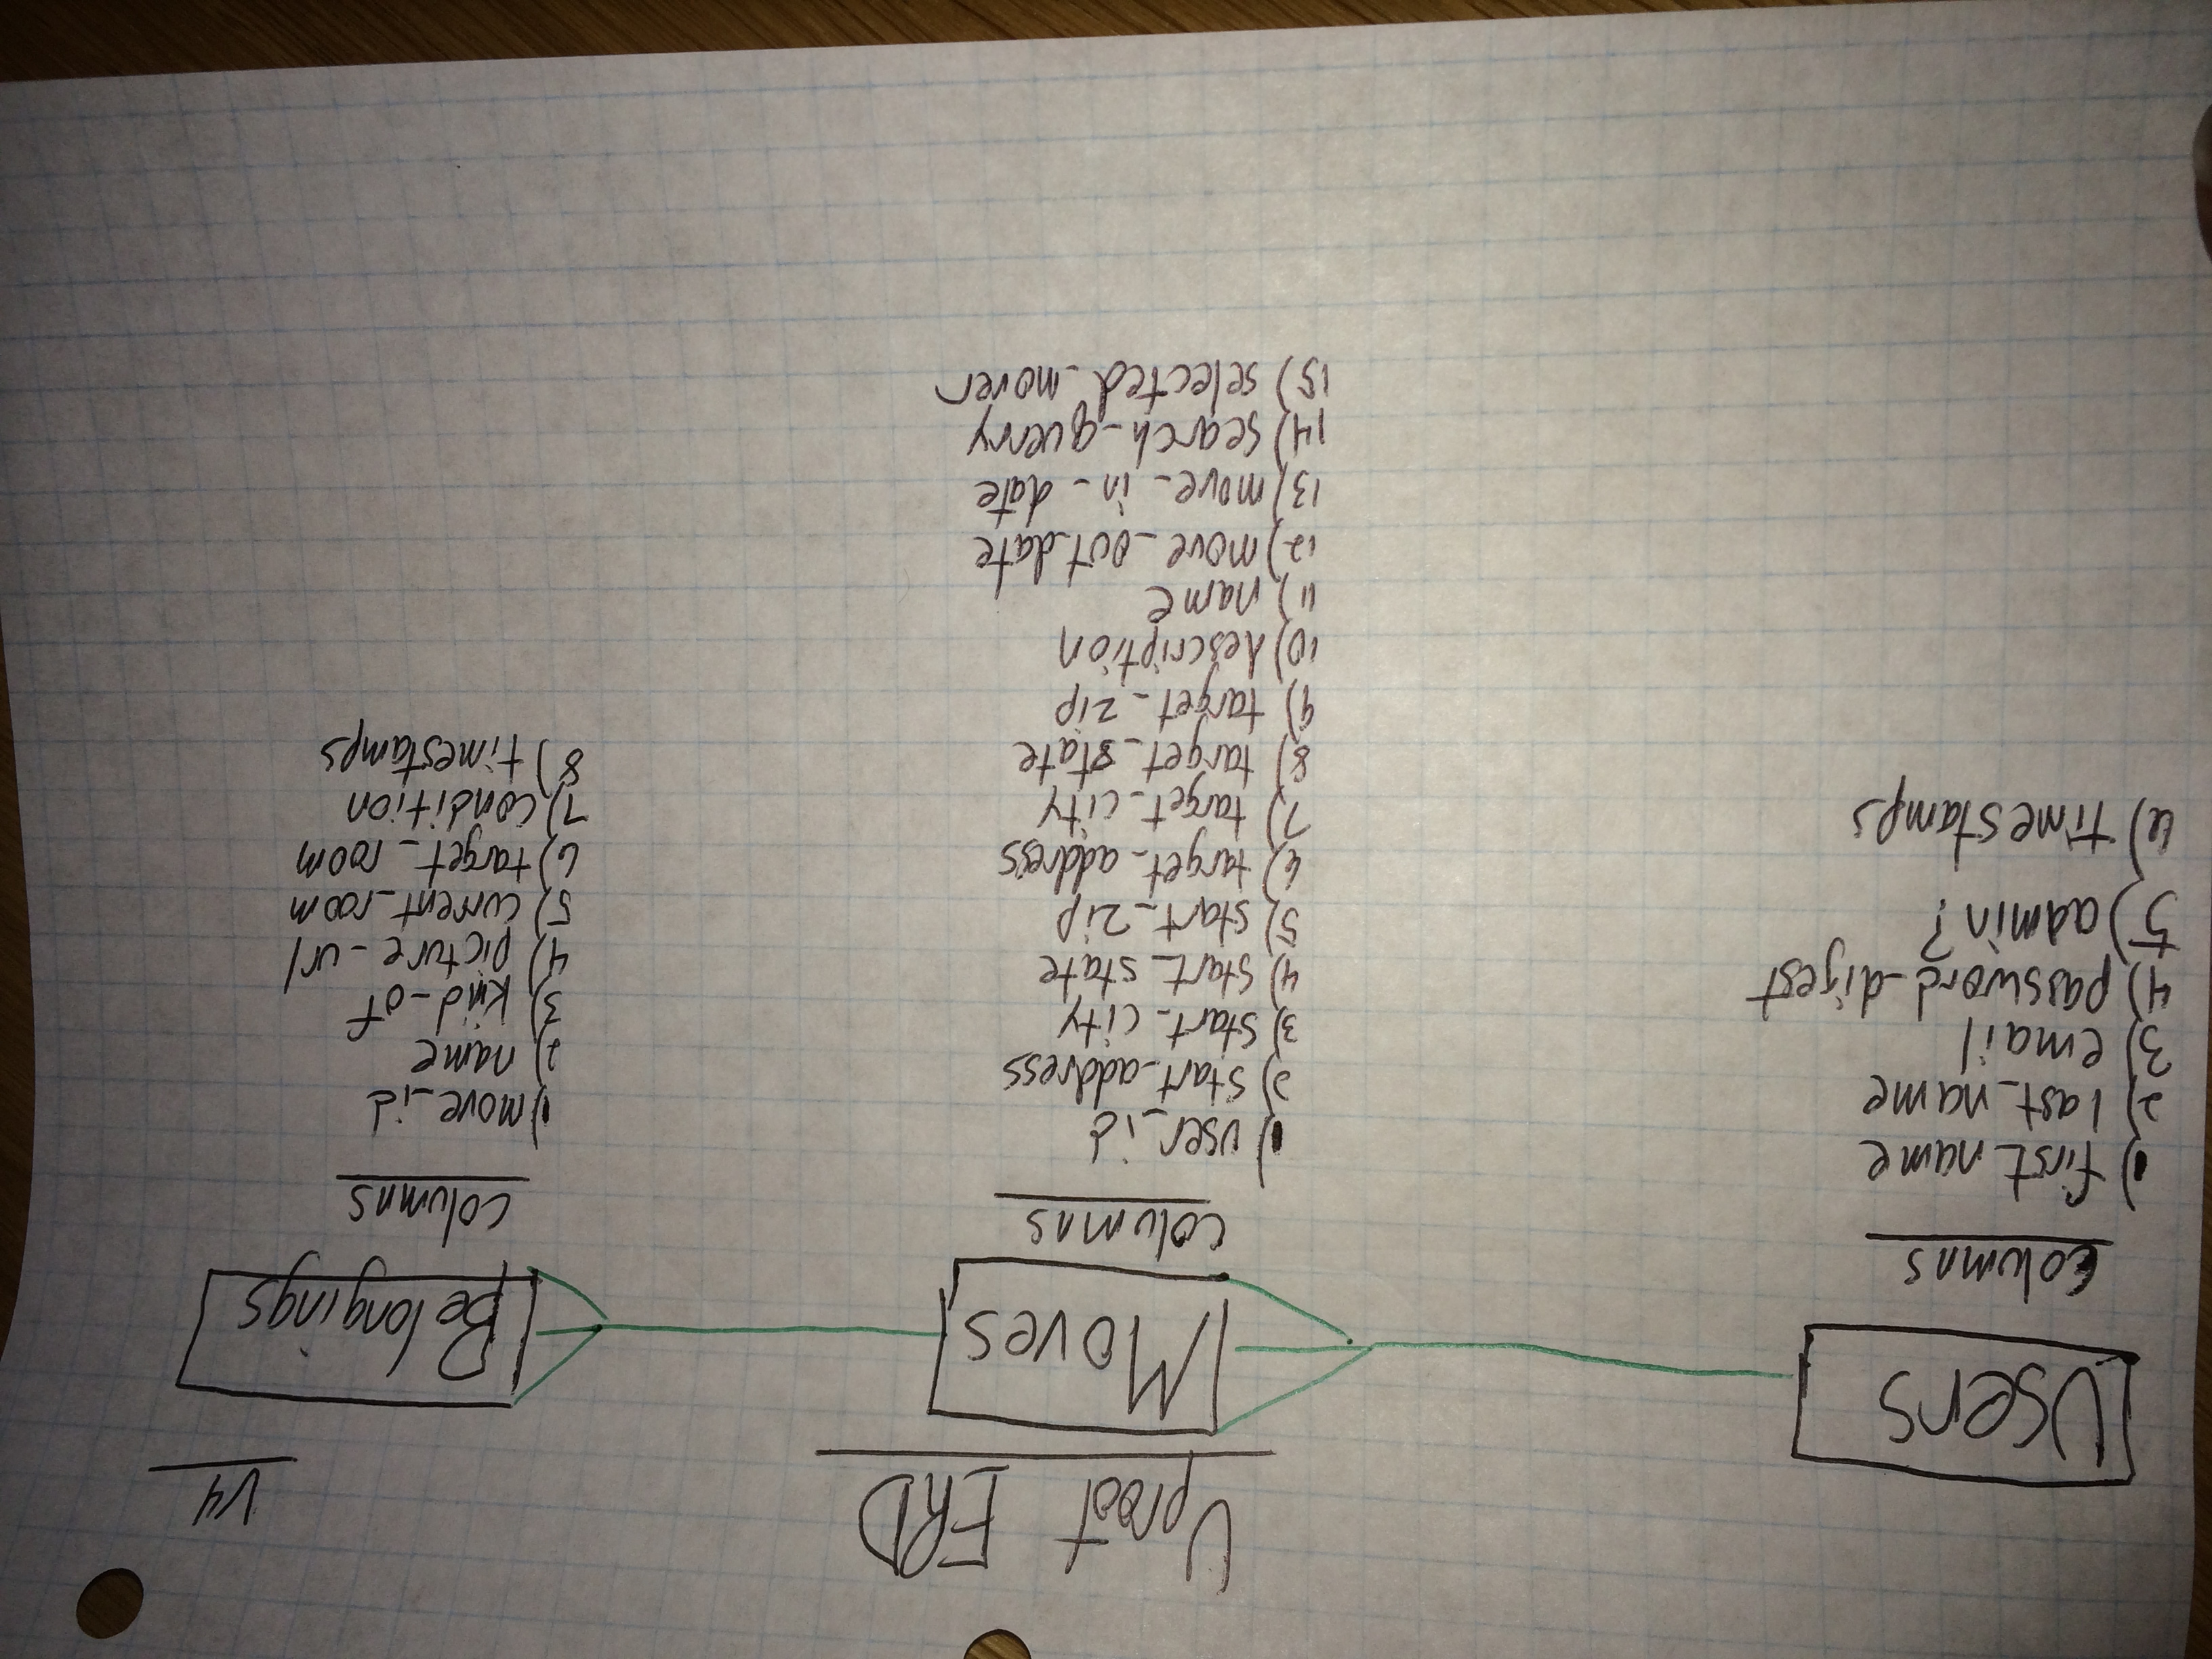 Uproot ERD
V4
Users
Columns
1) first_name
2) last_name
3) email
4) password_digest
5) admin?
6) timestamps
Moves
columns
1) user_id
2) start_address
3) start_city
4) start_state
5) start_zip
6) target_address
7) target_city
8) target_state
9) target_zip
10) description
11) name
12) move_out_date
13) move_in_date
14) search_querry
15) selected_mover
Belongings
columns
1) move_id
2) name
3) kind_of
4) picture_url
5) current_room
6) target_room
7) condition
8) timestamps